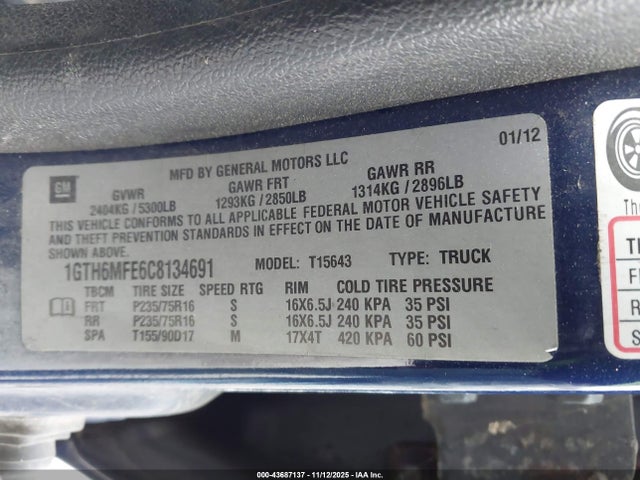 01/12
MFD BY GENERAL MOTORS LLC
GM
GVWR GAWR FRT GAWR RR
2404KG / 5300LB 1293KG / 2850LB 1314KG / 2896LB
THIS VEHICLE CONFORMS TO ALL APPLICABLE FEDERAL MOTOR VEHICLE SAFETY
AND THEFT PREVENTION STANDARDS IN EFFECT ON THE DATE OF MANUFACTURE
SHOWN ABOVE.
1GTH6MFE6C8134691 MODEL: T15643 TYPE: TRUCK
TBCM TIRE SIZE SPEED RTG RIM COLD TIRE PRESSURE
FRT P235/75R16 S 16X6.5J 240 KPA 35 PSI
RR P235/75R16 S 16X6.5J 240 KPA 35 PSI
SPA T155/90D17 M 17X4T 420 KPA 60 PSI
The
T
F
R
S
000-43687137 - 11/12/2025 - IAA Inc.